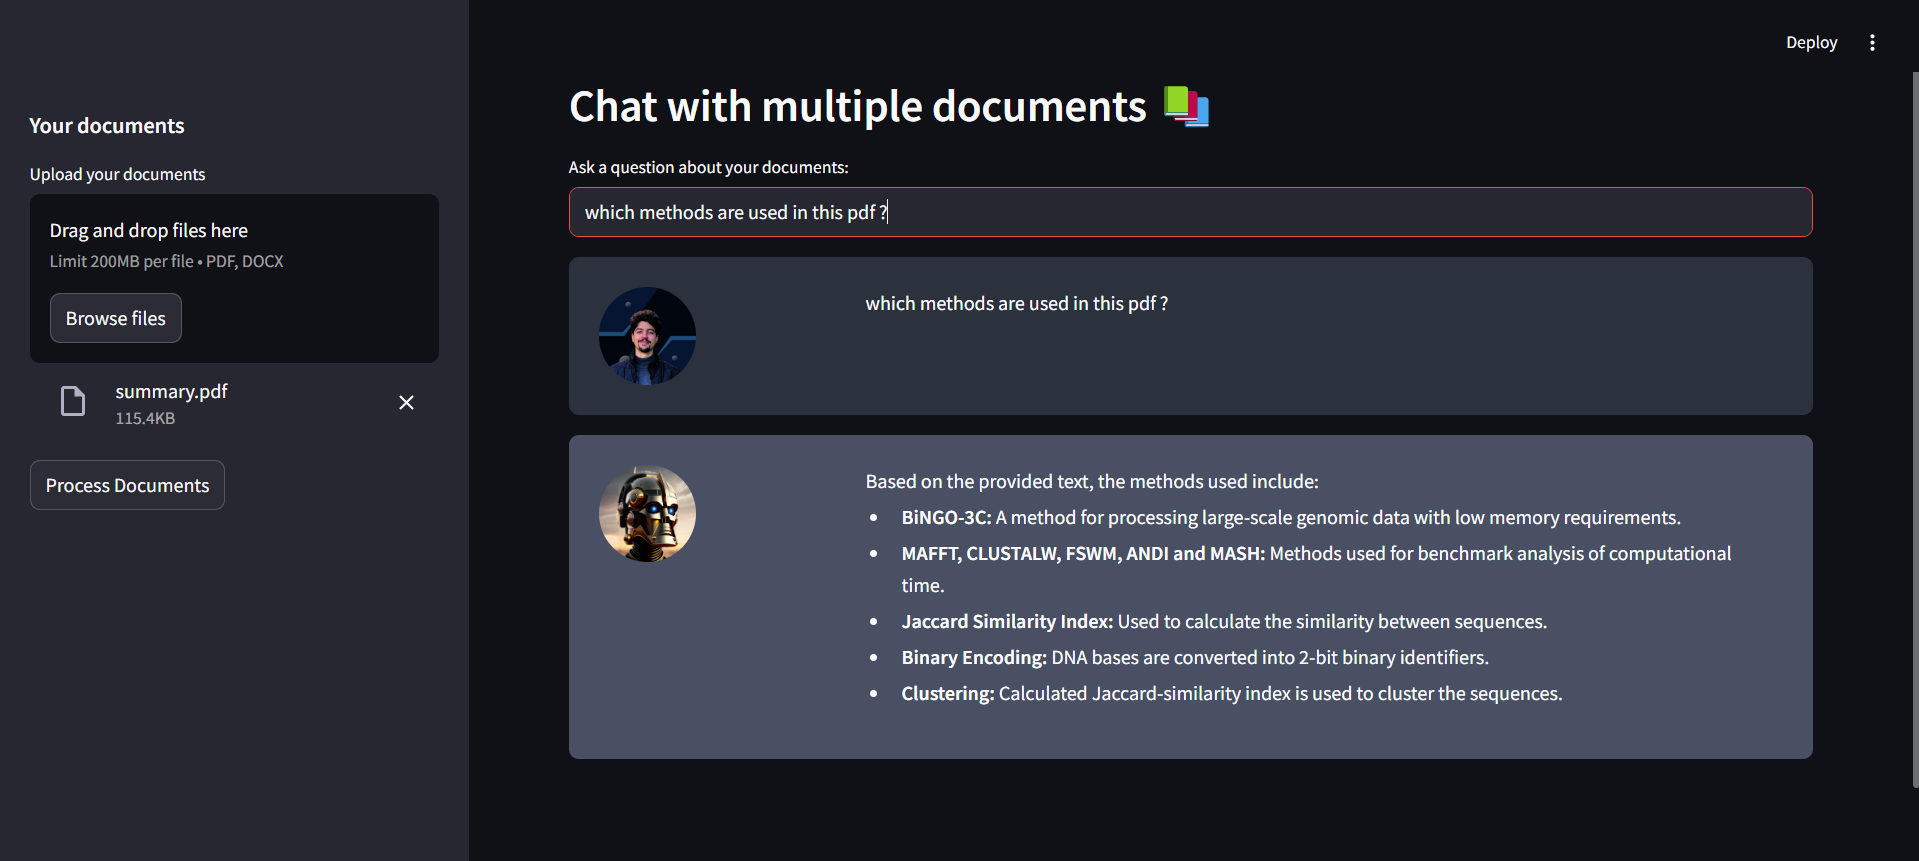 Deploy
Your documents
Upload your documents
Drag and drop files here
Limit 200MB per file • PDF, DOCX
Browse files
summary.pdf
115.4KB
Process Documents
Chat with multiple documents
Ask a question about your documents:
which methods are used in this pdf ?
which methods are used in this pdf ?
Based on the provided text, the methods used include:
• BiNGO-3C: A method for processing large-scale genomic data with low memory requirements.
• MAFFT, CLUSTALW, FSWM, ANDI and MASH: Methods used for benchmark analysis of computational
time.
• Jaccard Similarity Index: Used to calculate the similarity between sequences.
• Binary Encoding: DNA bases are converted into 2-bit binary identifiers.
• Clustering: Calculated Jaccard-similarity index is used to cluster the sequences.